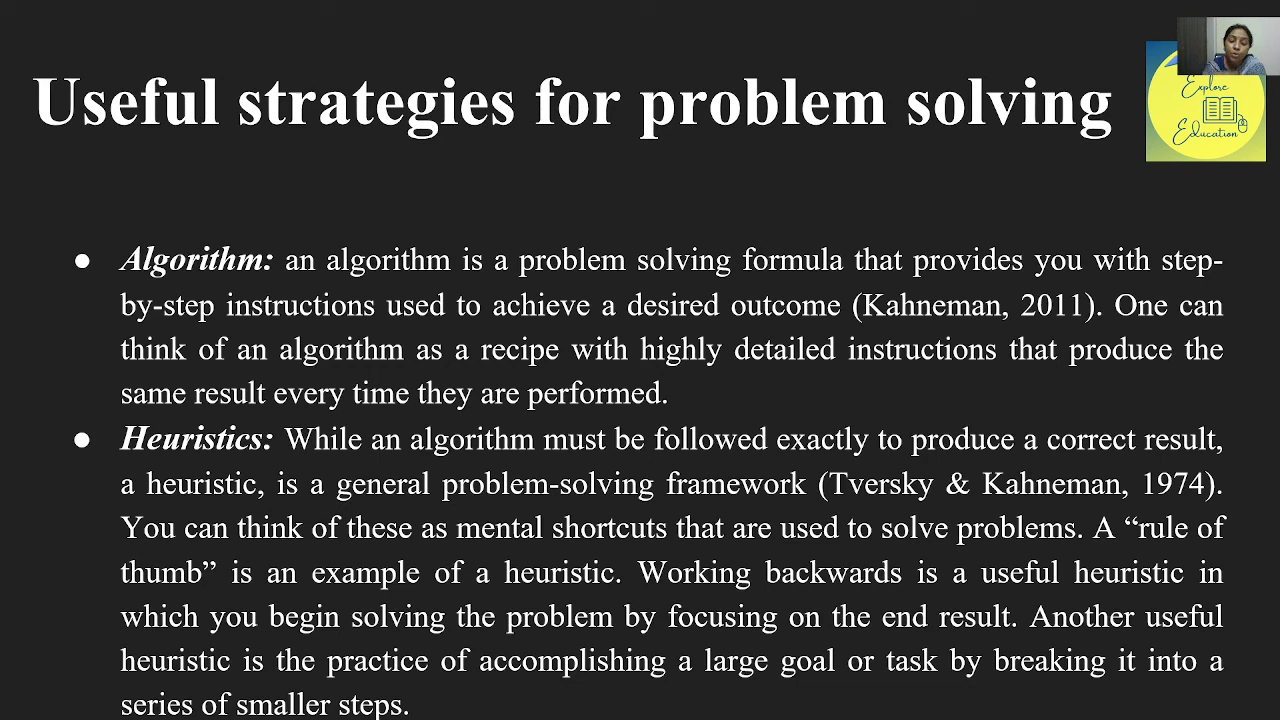 Useful strategies for problem solving
Explore
Education
● Algorithm: an algorithm is a problem solving formula that provides you with step-
by-step instructions used to achieve a desired outcome (Kahneman, 2011). One can
think of an algorithm as a recipe with highly detailed instructions that produce the
same result every time they are performed.
● Heuristics: While an algorithm must be followed exactly to produce a correct result,
a heuristic, is a general problem-solving framework (Tversky & Kahneman, 1974).
You can think of these as mental shortcuts that are used to solve problems. A “rule of
thumb” is an example of a heuristic. Working backwards is a useful heuristic in
which you begin solving the problem by focusing on the end result. Another useful
heuristic is the practice of accomplishing a large goal or task by breaking it into a
series of smaller steps.